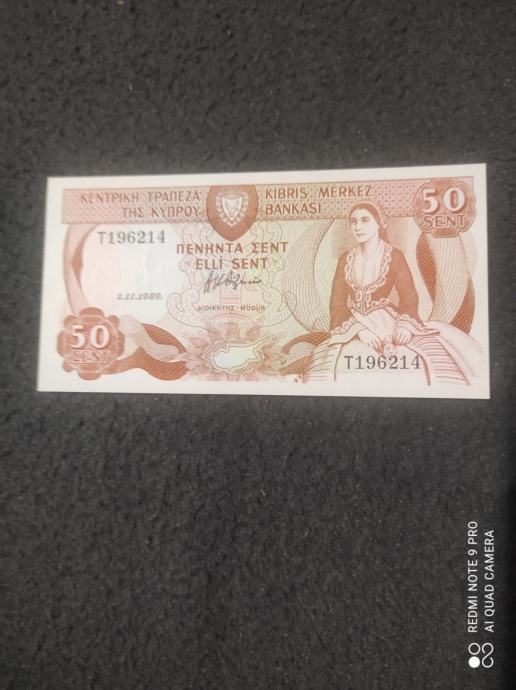 ΚΕΝΤΡΙΚΗ ΤΡΑΠΕΖΑ
ΤΗΣ ΚΥΠΡΟΥ
KIBRIS MERKEZ
BANKASI
50
SENT
T196214
ΠΕΝΗΝΤΑ ΣΕΝΤ
ELLİ SENT
1.11.1989.
ΔΙΟΙΚΗΤΗΣ - MÜDÜR
50
ΣΕΝΤ
T196214
REDMI NOTE 9 PRO
AI QUAD CAMERA